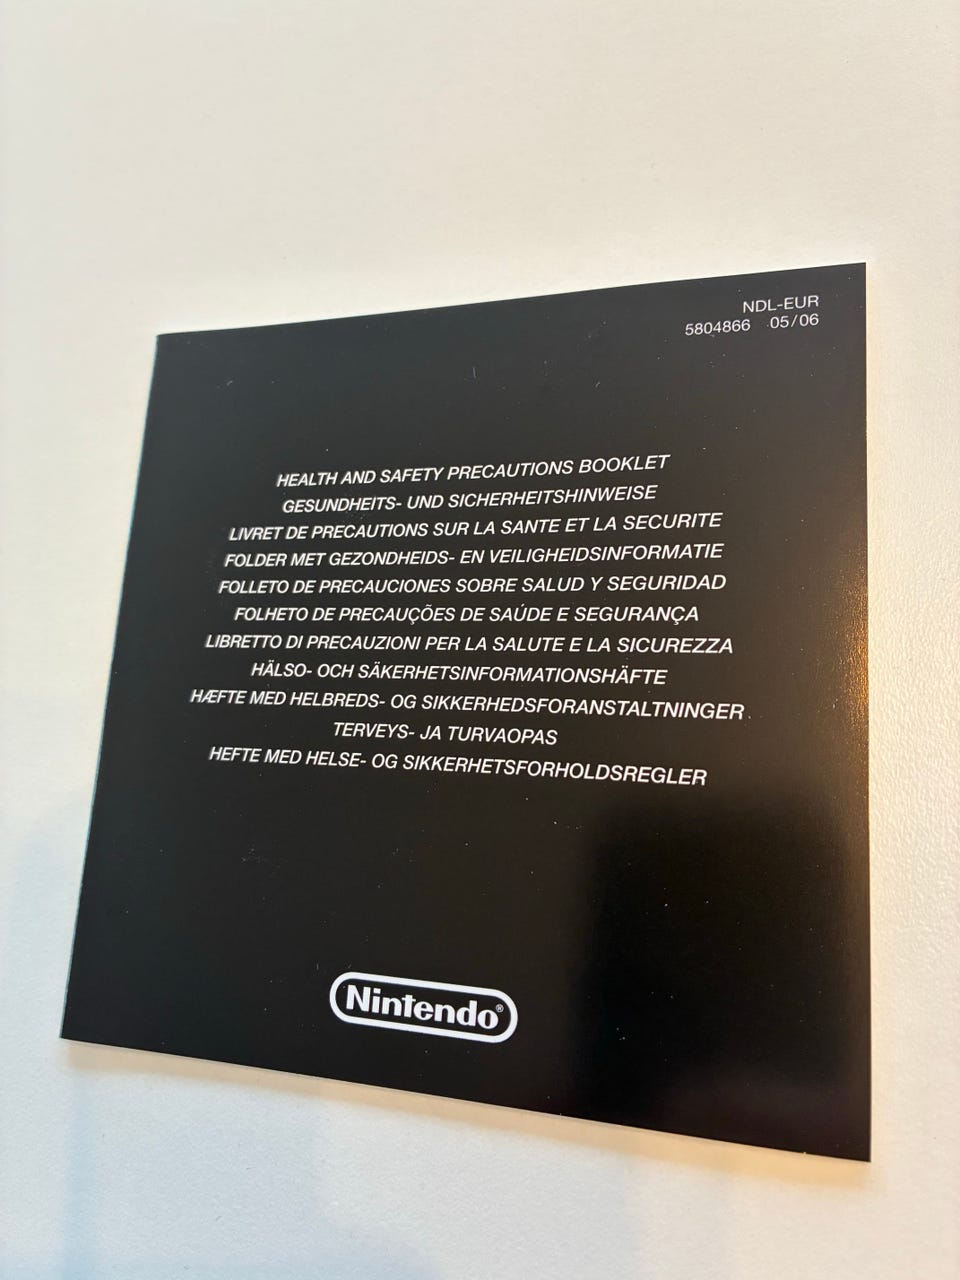 NDL-EUR
5804866 05/06
HEALTH AND SAFETY PRECAUTIONS BOOKLET
GESUNDHEITS- UND SICHERHEITSHINWEISE
LIVRET DE PRECAUTIONS SUR LA SANTE ET LA SECURITE
FOLDER MET GEZONDHEIDS- EN VEILIGHEIDSINFORMATIE
FOLLETO DE PRECAUCIONES SOBRE SALUD Y SEGURIDAD
FOLHETO DE PRECAUÇÕES DE SAÚDE E SEGURANÇA
LIBRETTO DI PRECAUZIONI PER LA SALUTE E LA SICUREZZA
HÄLSO- OCH SÄKERHETSINFORMATIONSHÄFTE
HÆFTE MED HELBREDS- OG SIKKERHEDSFORANSTALTNINGER
TERVEYS- JA TURVAOPAS
HEFTE MED HELSE- OG SIKKERHETSFORHOLDSREGLER
Nintendo®